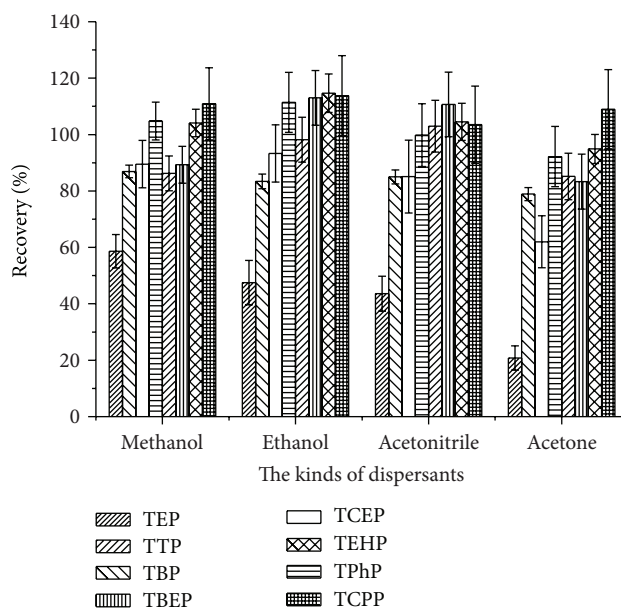 140
120
100
80
60
40
20
0
Recovery (%)
Methanol
Ethanol
Acetonitrile
Acetone
The kinds of dispersants
TEP
TTP
TBP
TBEP
TCEP
TEHP
TPhP
TCPP